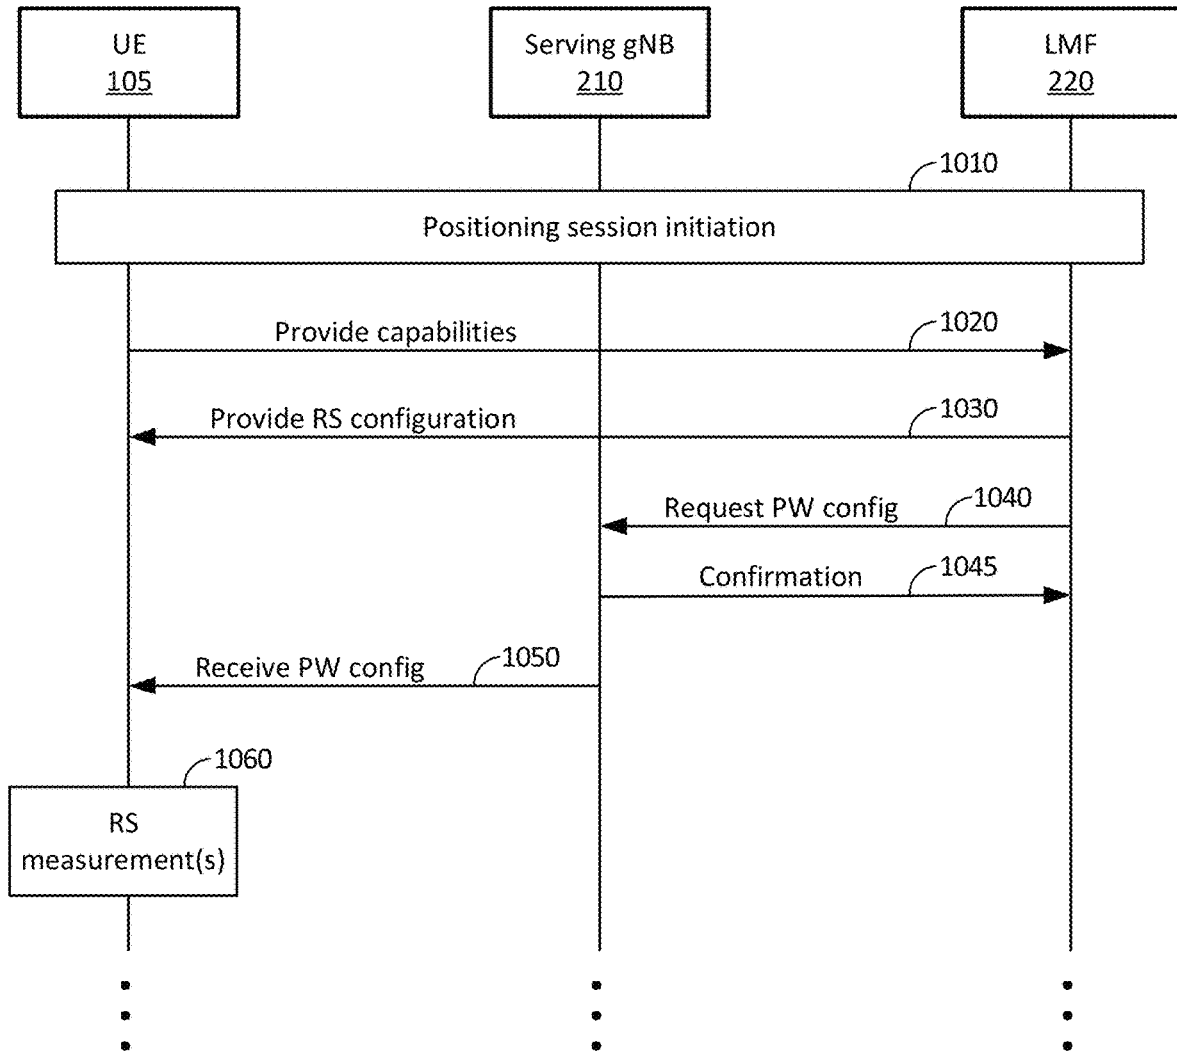 UE
105
Serving gNB
210
LMF
220
1010
Positioning session initiation
Provide capabilities
1020
Provide RS configuration
1030
Request PW config
1040
Confirmation
1045
Receive PW config
1050
1060
RS
measurement(s)